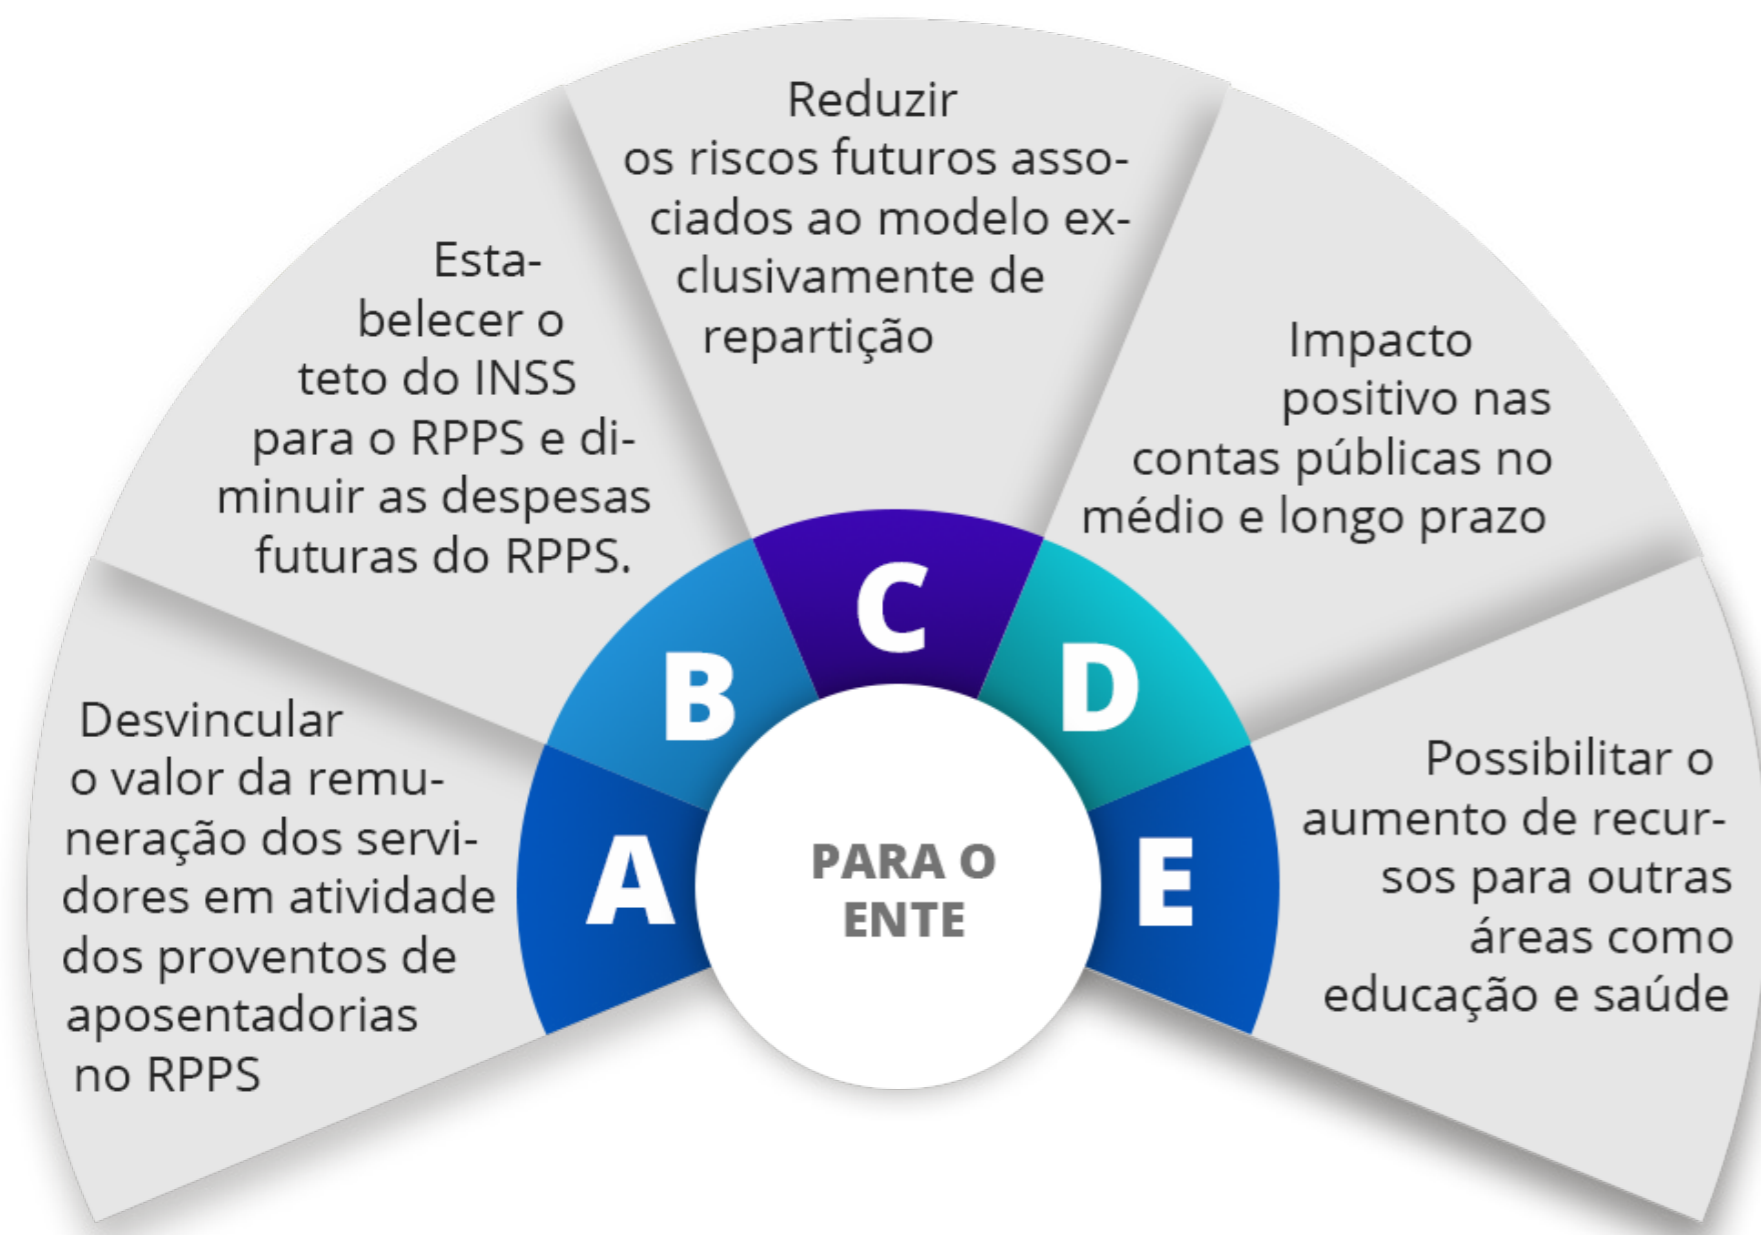 Desvincular
o valor da remu-
neração dos servi-
dores em atividade
dos proventos de
aposentadorias
no RPPS
A
Esta-
belecer o
teto do INSS
para o RPPS e di-
minuir as despesas
futuras do RPPS.
B
Reduzir
os riscos futuros asso-
ciados ao modelo ex-
clusivamente de
repartição
C
Impacto
positivo nas
contas públicas no
médio e longo prazo
D
Possibilitar o
aumento de recur-
sos para outras
áreas como
educação e saúde
E
PARA O
ENTE